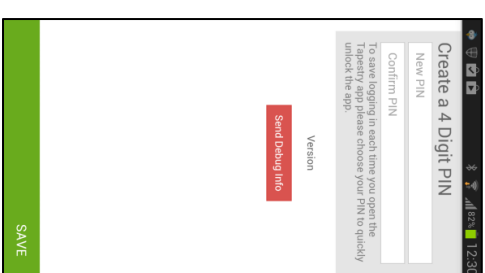 82% 12:30
Create a 4 Digit PIN
New PIN
Confirm PIN
To save logging in each time you open the
Tapestry app please choose your PIN to quickly
unlock the app.
Version
Send Debug Info
SAVE